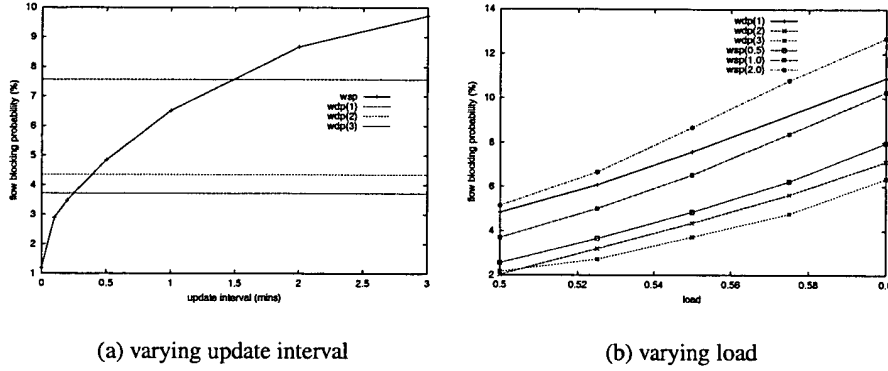 10
9
8
7
6
5
4
3
2
1
flow blocking probability (%)
wsp
wdp(1)
wdp(2)
wdp(3)
0 0.5 1 1.5 2 2.5 3
update interval (mins)
(a) varying update interval
14
12
10
8
6
4
2
flow blocking probability (%)
wdp(1)
wdp(2)
wdp(3)
wsp(0.5)
wsp(1.0)
wsp(2.0)
0.5 0.52 0.54 0.56 0.58
load
(b) varying load